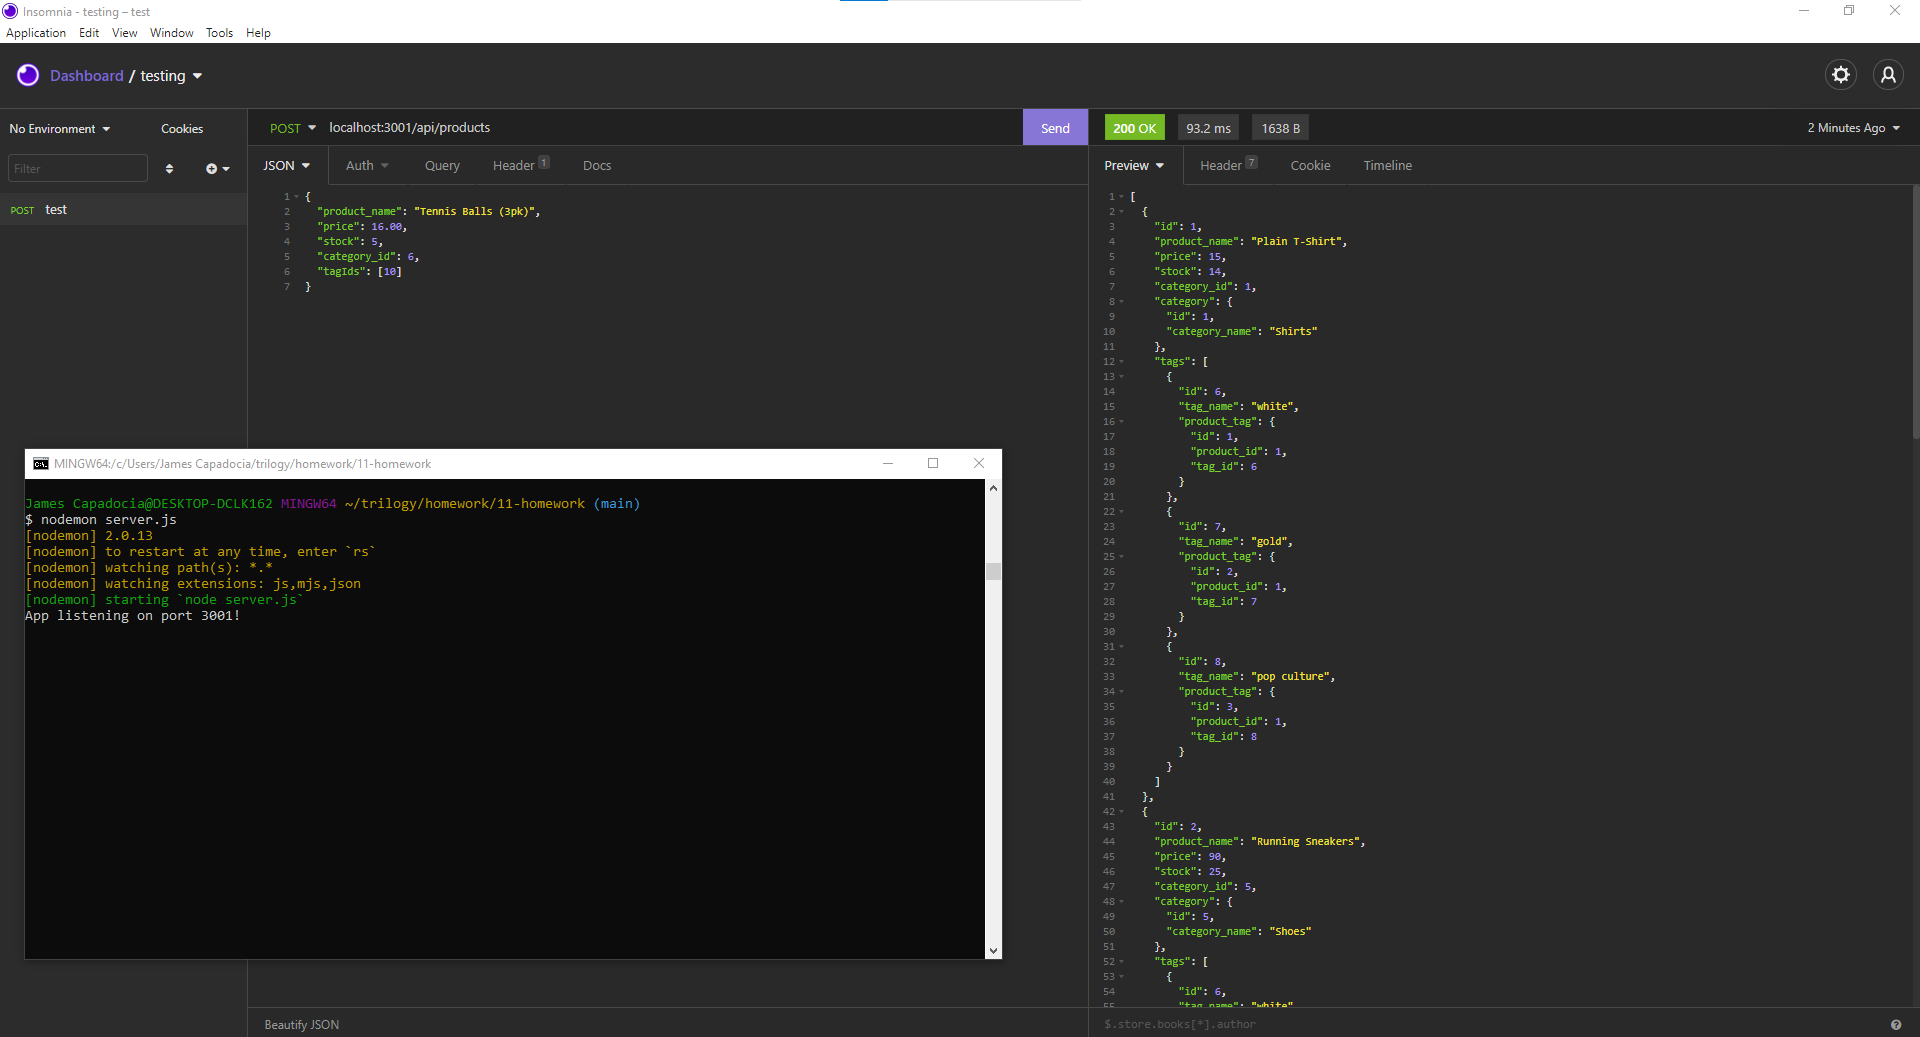 Insomnia - testing – test
Application Edit View Window Tools Help
Dashboard / testing
No Environment Cookies
Filter
POST test
POST localhost:3001/api/products Send
JSON Auth Query Header 1 Docs
1 {
2 "product_name": "Tennis Balls (3pk)",
3 "price": 16.00,
4 "stock": 5,
5 "category_id": 6,
6 "tagIds": [10]
7 }
Beautify JSON
MINGW64:/c/Users/James Capadocia/trilogy/homework/11-homework
James Capadocia@DESKTOP-DCLK162 MINGW64 ~/trilogy/homework/11-homework (main)
$ nodemon server.js
[nodemon] 2.0.13
[nodemon] to restart at any time, enter `rs`
[nodemon] watching path(s): *.*
[nodemon] watching extensions: js,mjs,json
[nodemon] starting `node server.js`
App listening on port 3001!
200 OK 93.2 ms 1638 B 2 Minutes Ago
Preview Header 7 Cookie Timeline
1 [
2 {
3 "id": 1,
4 "product_name": "Plain T-Shirt",
5 "price": 15,
6 "stock": 14,
7 "category_id": 1,
8 "category": {
9 "id": 1,
10 "category_name": "Shirts"
11 },
12 "tags": [
13 {
14 "id": 6,
15 "tag_name": "white",
16 "product_tag": {
17 "id": 1,
18 "product_id": 1,
19 "tag_id": 6
20 }
21 },
22 {
23 "id": 7,
24 "tag_name": "gold",
25 "product_tag": {
26 "id": 2,
27 "product_id": 1,
28 "tag_id": 7
29 }
30 },
31 {
32 "id": 8,
33 "tag_name": "pop culture",
34 "product_tag": {
35 "id": 3,
36 "product_id": 1,
37 "tag_id": 8
38 }
39 }
40 ]
41 },
42 {
43 "id": 2,
44 "product_name": "Running Sneakers",
45 "price": 90,
46 "stock": 25,
47 "category_id": 5,
48 "category": {
49 "id": 5,
50 "category_name": "Shoes"
51 },
52 "tags": [
53 {
54 "id": 6,
55 "tag_name": "white"
$.store.books[*].author